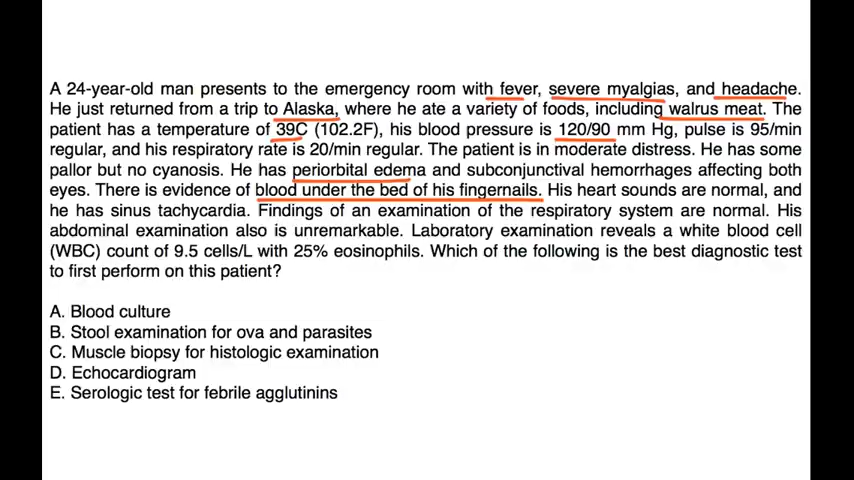 A 24-year-old man presents to the emergency room with fever, severe myalgias, and headache.
He just returned from a trip to Alaska, where he ate a variety of foods, including walrus meat. The
patient has a temperature of 39C (102.2F), his blood pressure is 120/90 mm Hg, pulse is 95/min
regular, and his respiratory rate is 20/min regular. The patient is in moderate distress. He has some
pallor but no cyanosis. He has periorbital edema and subconjunctival hemorrhages affecting both
eyes. There is evidence of blood under the bed of his fingernails. His heart sounds are normal, and
he has sinus tachycardia. Findings of an examination of the respiratory system are normal. His
abdominal examination also is unremarkable. Laboratory examination reveals a white blood cell
(WBC) count of 9.5 cells/L with 25% eosinophils. Which of the following is the best diagnostic test
to first perform on this patient?
A. Blood culture
B. Stool examination for ova and parasites
C. Muscle biopsy for histologic examination
D. Echocardiogram
E. Serologic test for febrile agglutinins